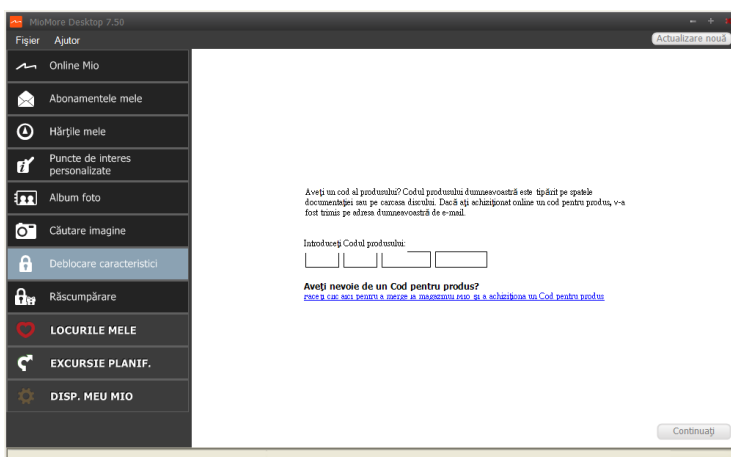 MioMore Desktop 7.50
Fișier Ajutor
Actualizare nouă
Online Mio
Abonamentele mele
Hărțile mele
Puncte de interes
personalizate
Album foto
Căutare imagine
Deblocare caracteristici
Răscumpărare
LOCURILE MELE
EXCURSIE PLANIF.
DISP. MEU MIO
Aveți un cod al produsului? Codul produsului dumneavoastră este tipărit pe spatele
documentației sau pe carcasa discului. Dacă ați achiziționat online un cod pentru produs, v-a
fost trimis pe adresa dumneavoastră de e-mail.
Introduceți Codul produsului:
Aveți nevoie de un Cod pentru produs?
Faceți clic aici pentru a merge la magazinul Mio și a achiziționa un Cod pentru produs
Continuați